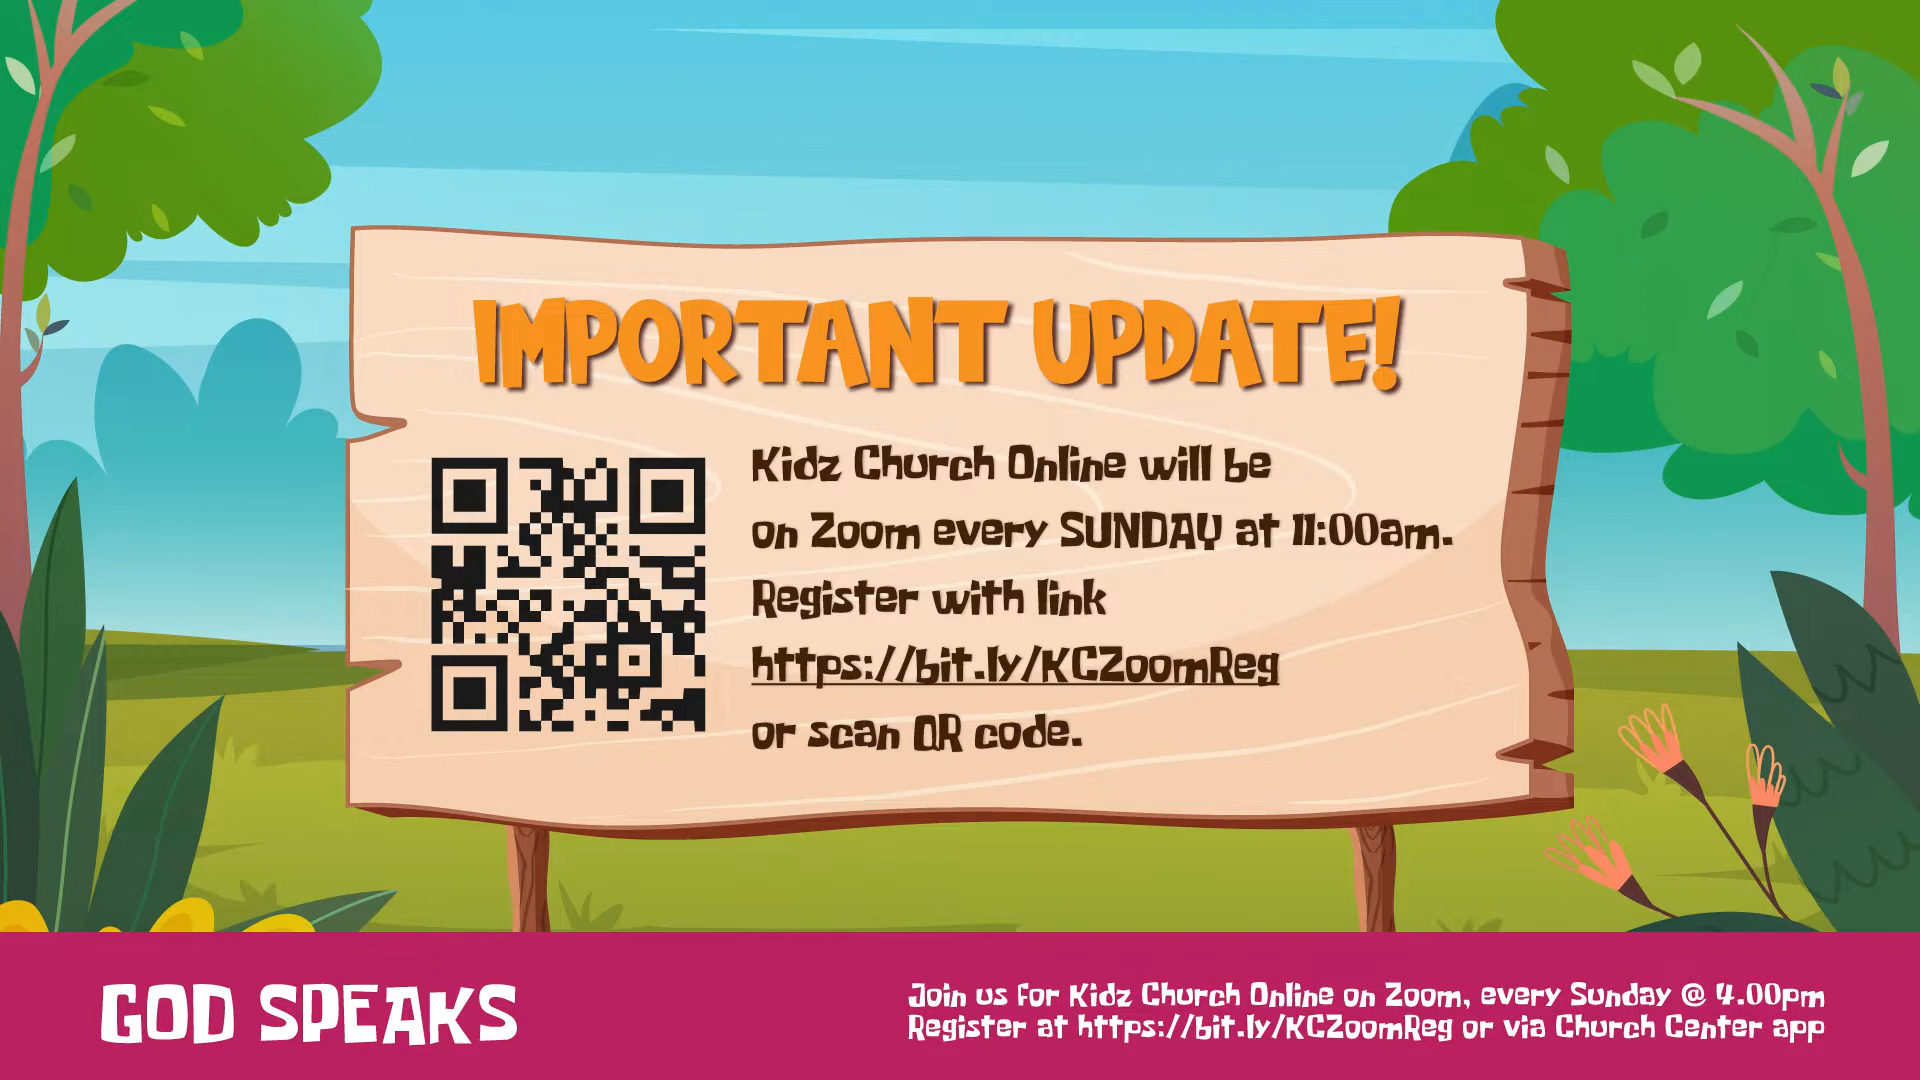 IMPORTANT UPDATE!
Kidz Church Online will be
on Zoom every SUNDAY at 11:00am.
Register with link
https://bit.ly/KCZoomReg
or scan QR code.
GOD SPEAKS
Join us for Kidz Church Online on Zoom, every Sunday @ 4.00pm
Register at https://bit.ly/KCZoomReg or via Church Center app